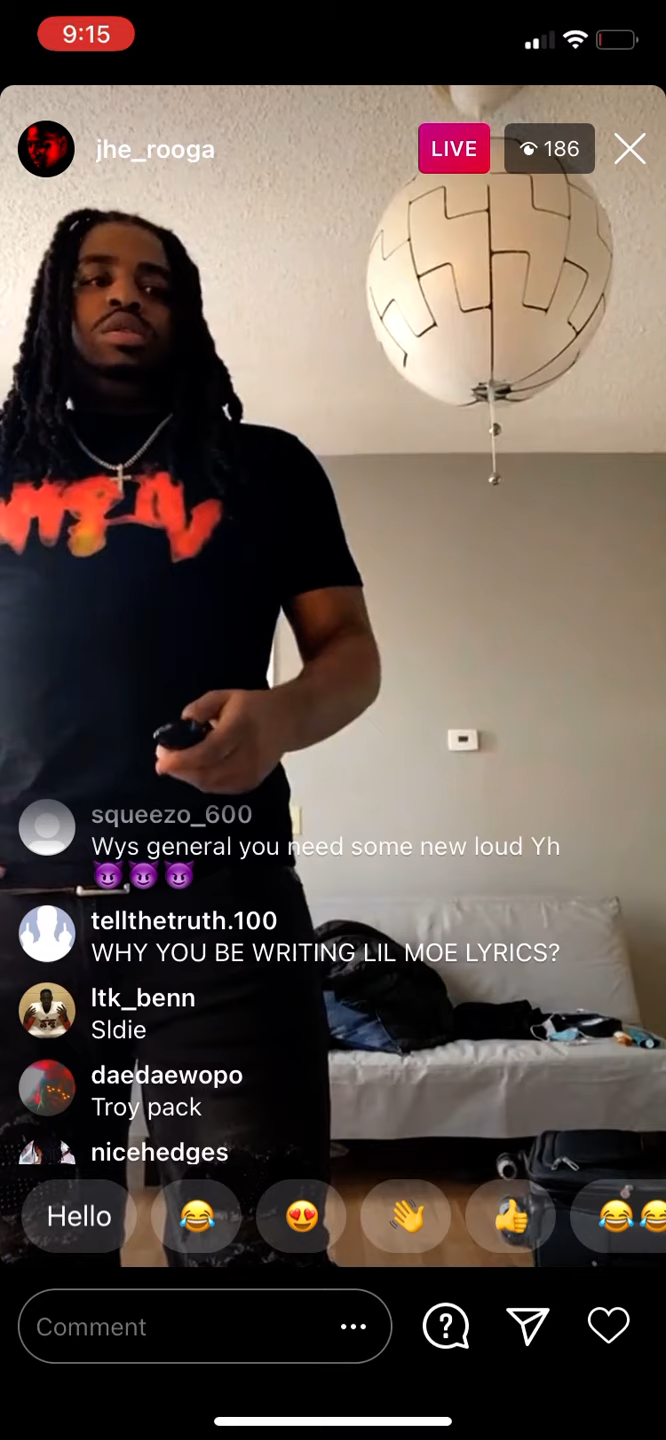 9:15
jhe_rooga
LIVE
186
squeezo_600
Wys general you need some new loud Yh
😈😈😈
tellthetruth.100
WHY YOU BE WRITING LIL MOE LYRICS?
ltk_benn
Sldie
daedaewopo
Troy pack
nicehedges
Hello
Comment